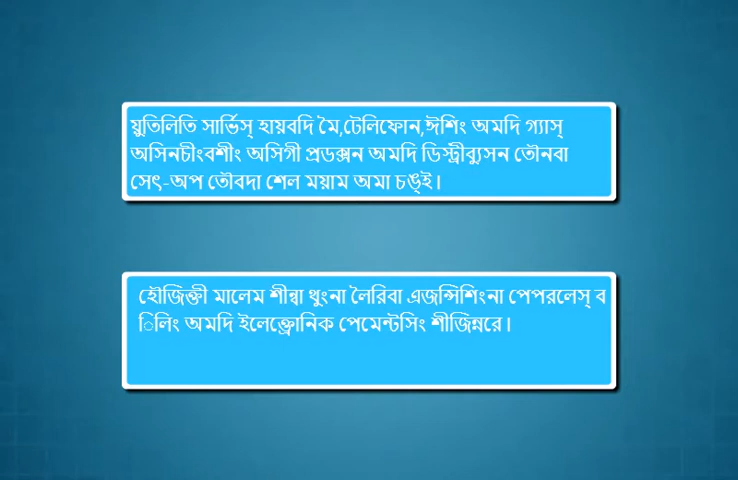 য়ুতিলিতি সার্ভিস্ হায়বদি মৈ,টেলিফোন,ঈশিং অমদি গ্যাস্
অসিনচীংবশীং অসিগী প্রডক্সন অমদি ডিস্ট্রীব্যুসন তৌনবা
সেৎ-অপ তৌবদা শেল ময়াম অমা চঙ্ই।
হৌজিক্তী মালেম শীন্বা ধুংনা লৈরিবা এজন্সিশিংনা পেপরলেস্ ব
িলিং অমদি ইলেক্ত্রোনিক পেমেন্টসিং শীজিন্নরে।